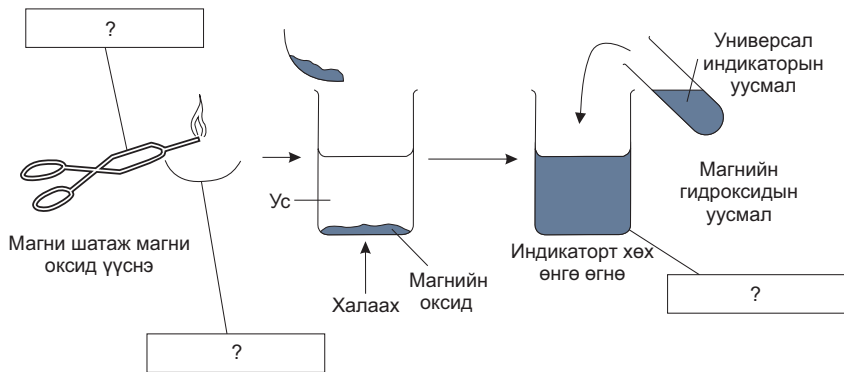 ?
Универсал
индикаторын
уусмал
Ус
Магнийн
гидроксидын
уусмал
Магни шатаж магни
оксид үүснэ
Халаах
Магнийн
оксид
Индикаторт хөх
өнгө өгнө
?
?